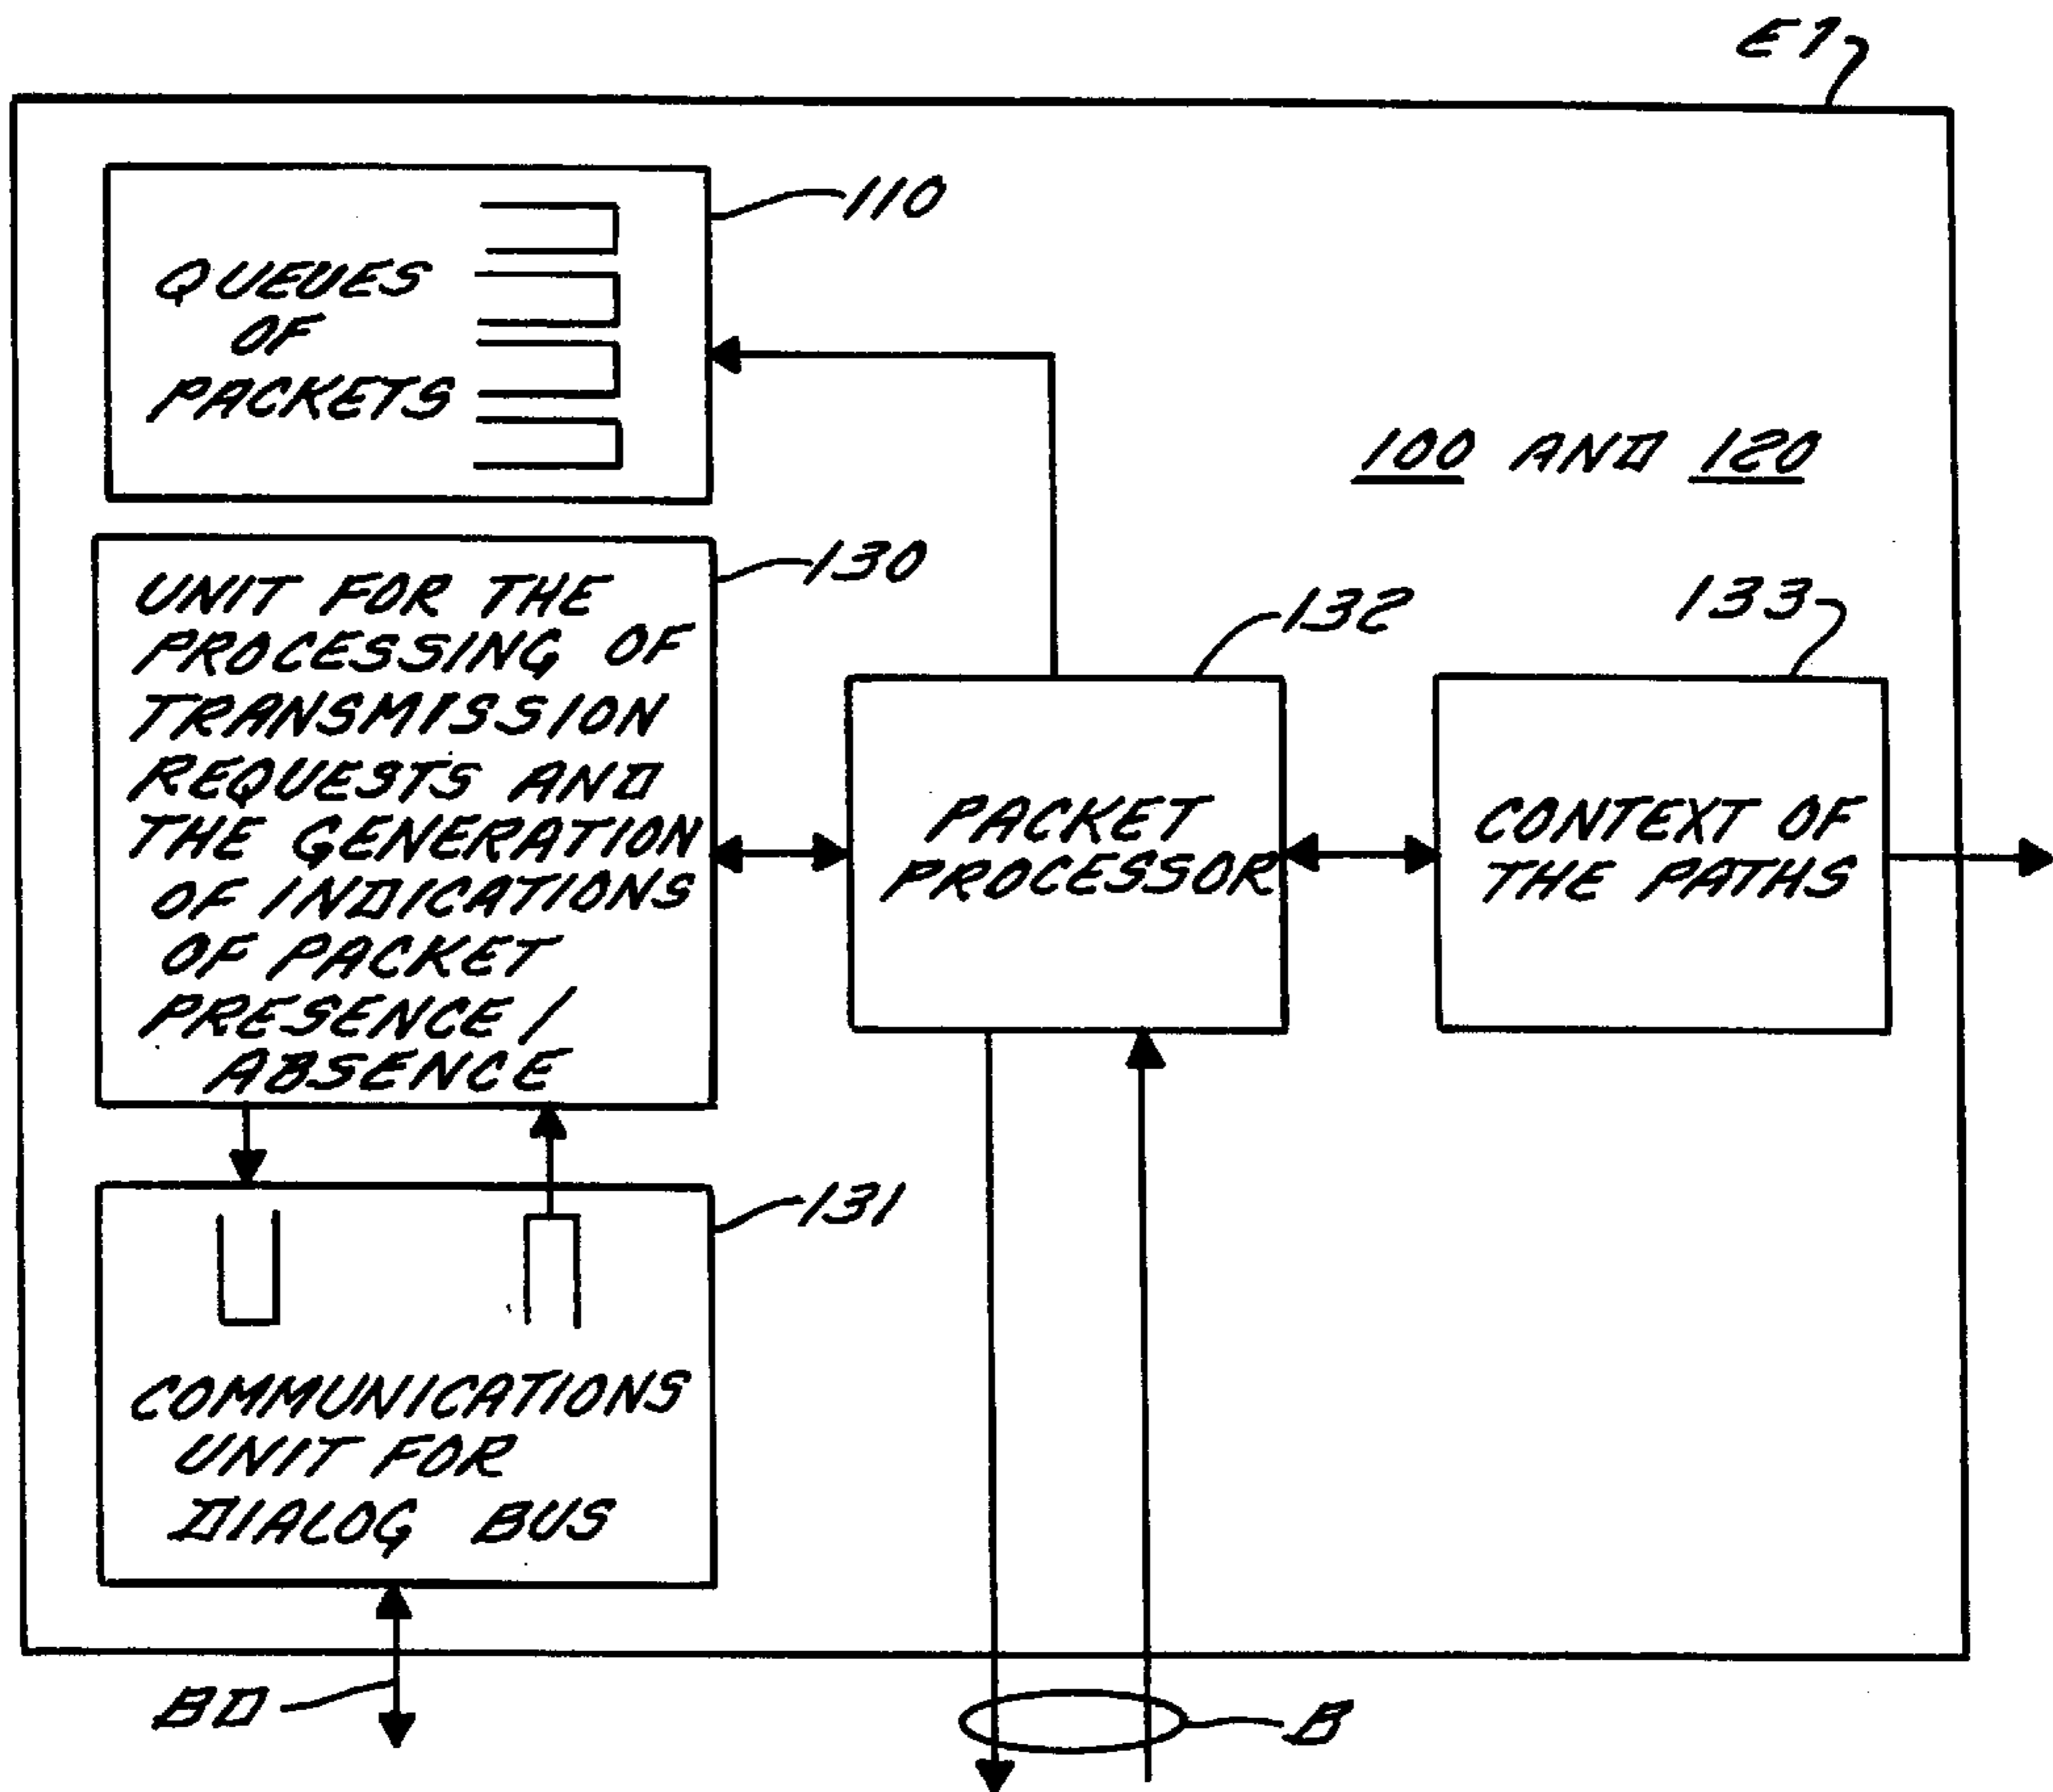 E1
110
QUEUES
OF
PACKETS
100 AND 120
130
UNIT FOR THE
PROCESSING OF
TRANSMISSION
REQUESTS AND
THE GENERATION
OF INDICATIONS
OF PACKET
PRESENCE /
ABSENCE
132
PACKET
PROCESSOR
133
CONTEXT OF
THE PATHS
131
COMMUNICATIONS
UNIT FOR
DIALOG BUS
BD
B